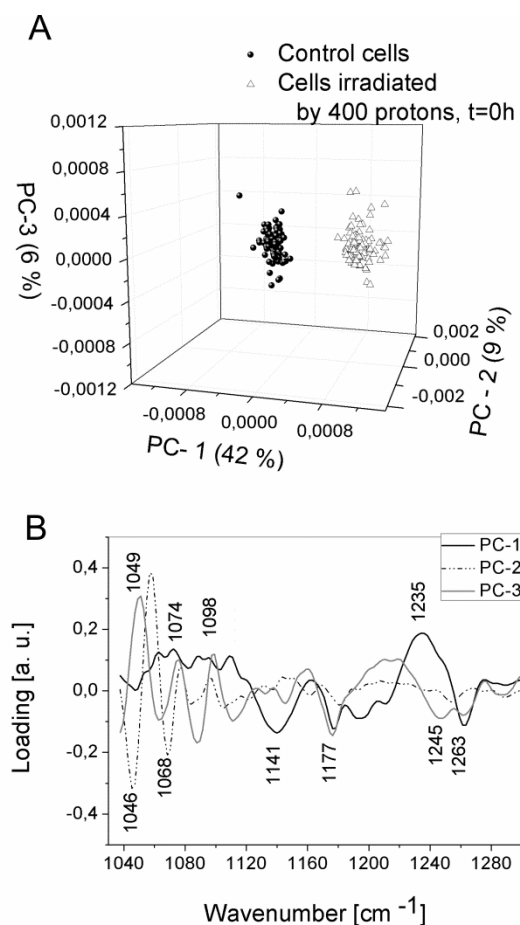 A
Control cells
Cells irradiated
by 400 protons, t=0h
0,0012
0,0008
0,0004
0,0000
-0,0004
-0,0008
-0,0012
PC-3 (6 %)
-0,0008
0,0000
0,0008
PC- 1 (42 %)
0,002
0,000
-0,002
PC - 2 (9 %)
B
PC-1
PC-2
PC-3
1049
1074
1098
1235
1046
1068
1141
1177
1245
1263
0,4
0,2
0,0
-0,2
-0,4
Loading [a. u.]
1040
1080
1120
1160
1200
1240
1280
Wavenumber [cm -1]